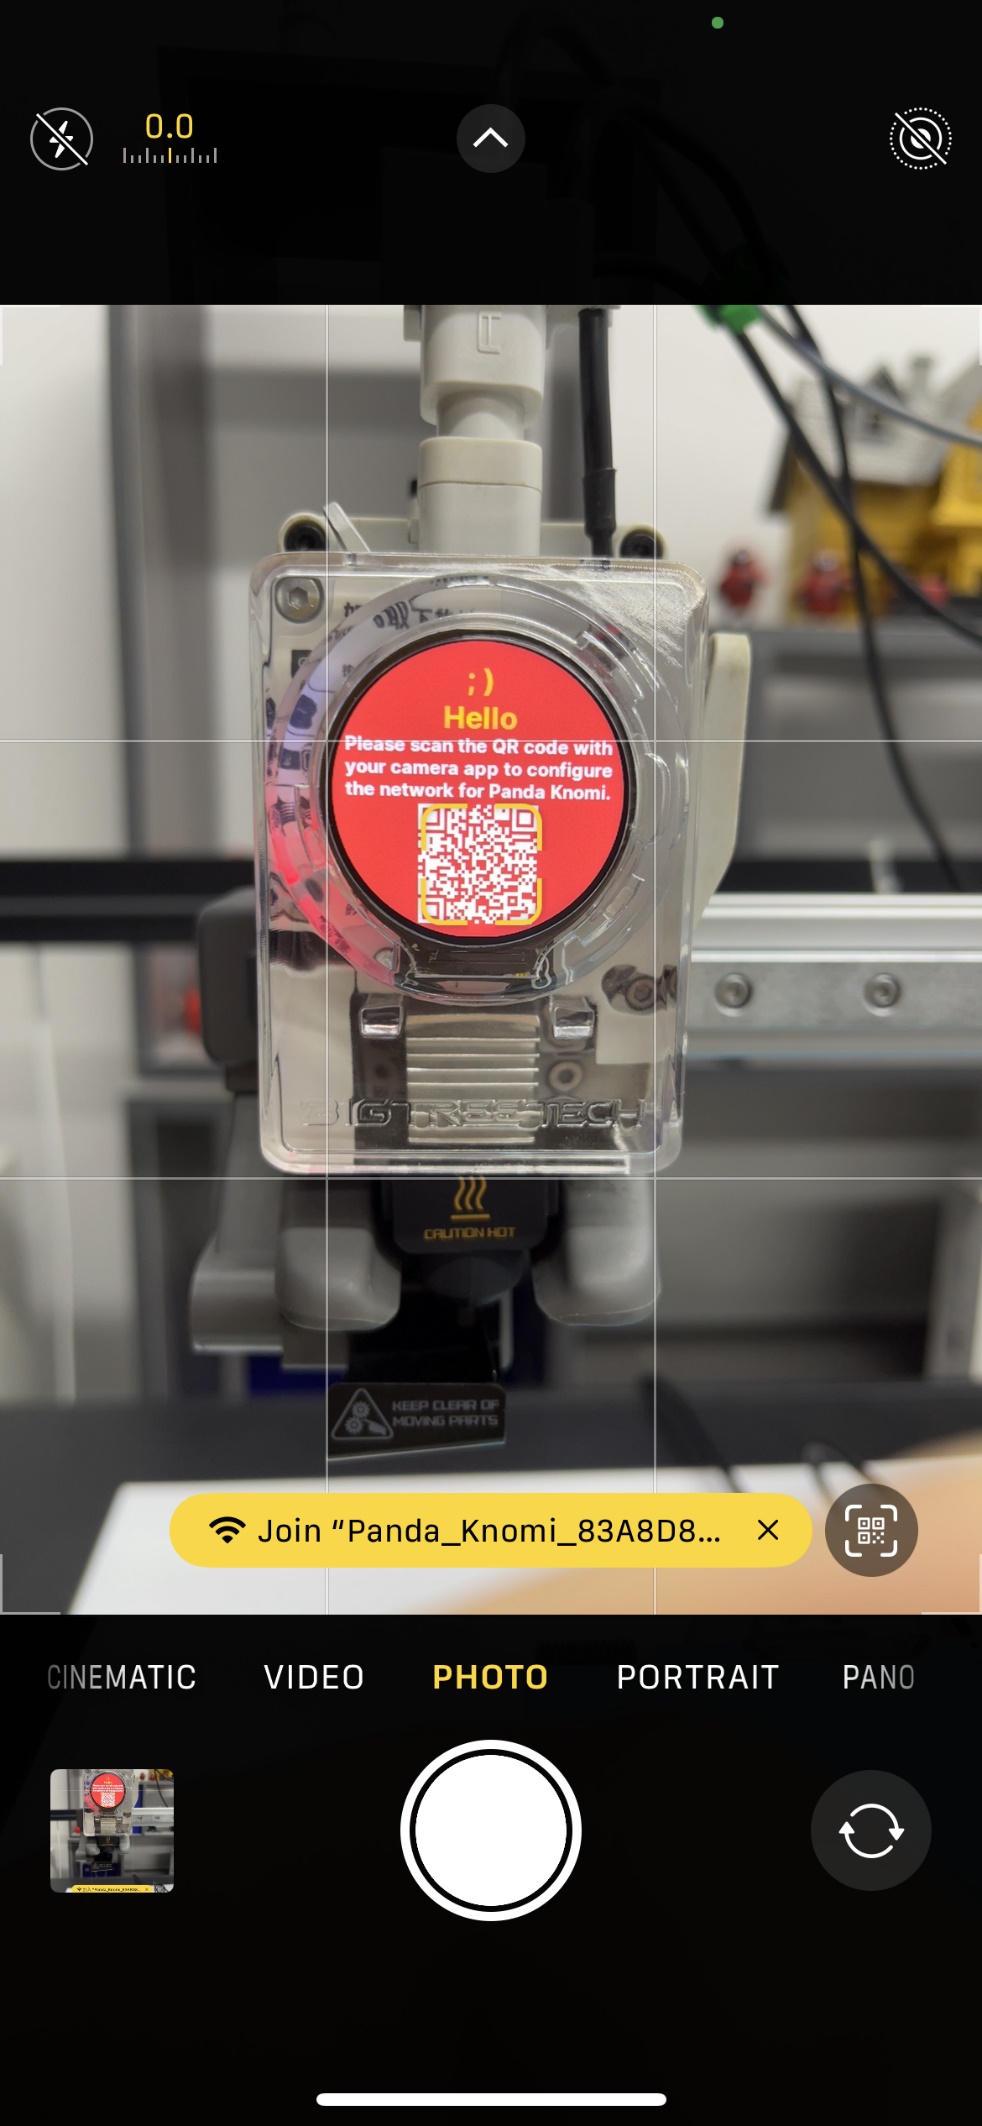 0.0
;)
Hello
Please scan the QR code with
your camera app to configure
the network for Panda Knomi.
BIGTREETECH
CAUTION HOT
KEEP CLEAR OF
MOVING PARTS
Join “Panda_Knomi_83A8D8...
CINEMATIC VIDEO PHOTO PORTRAIT PANO